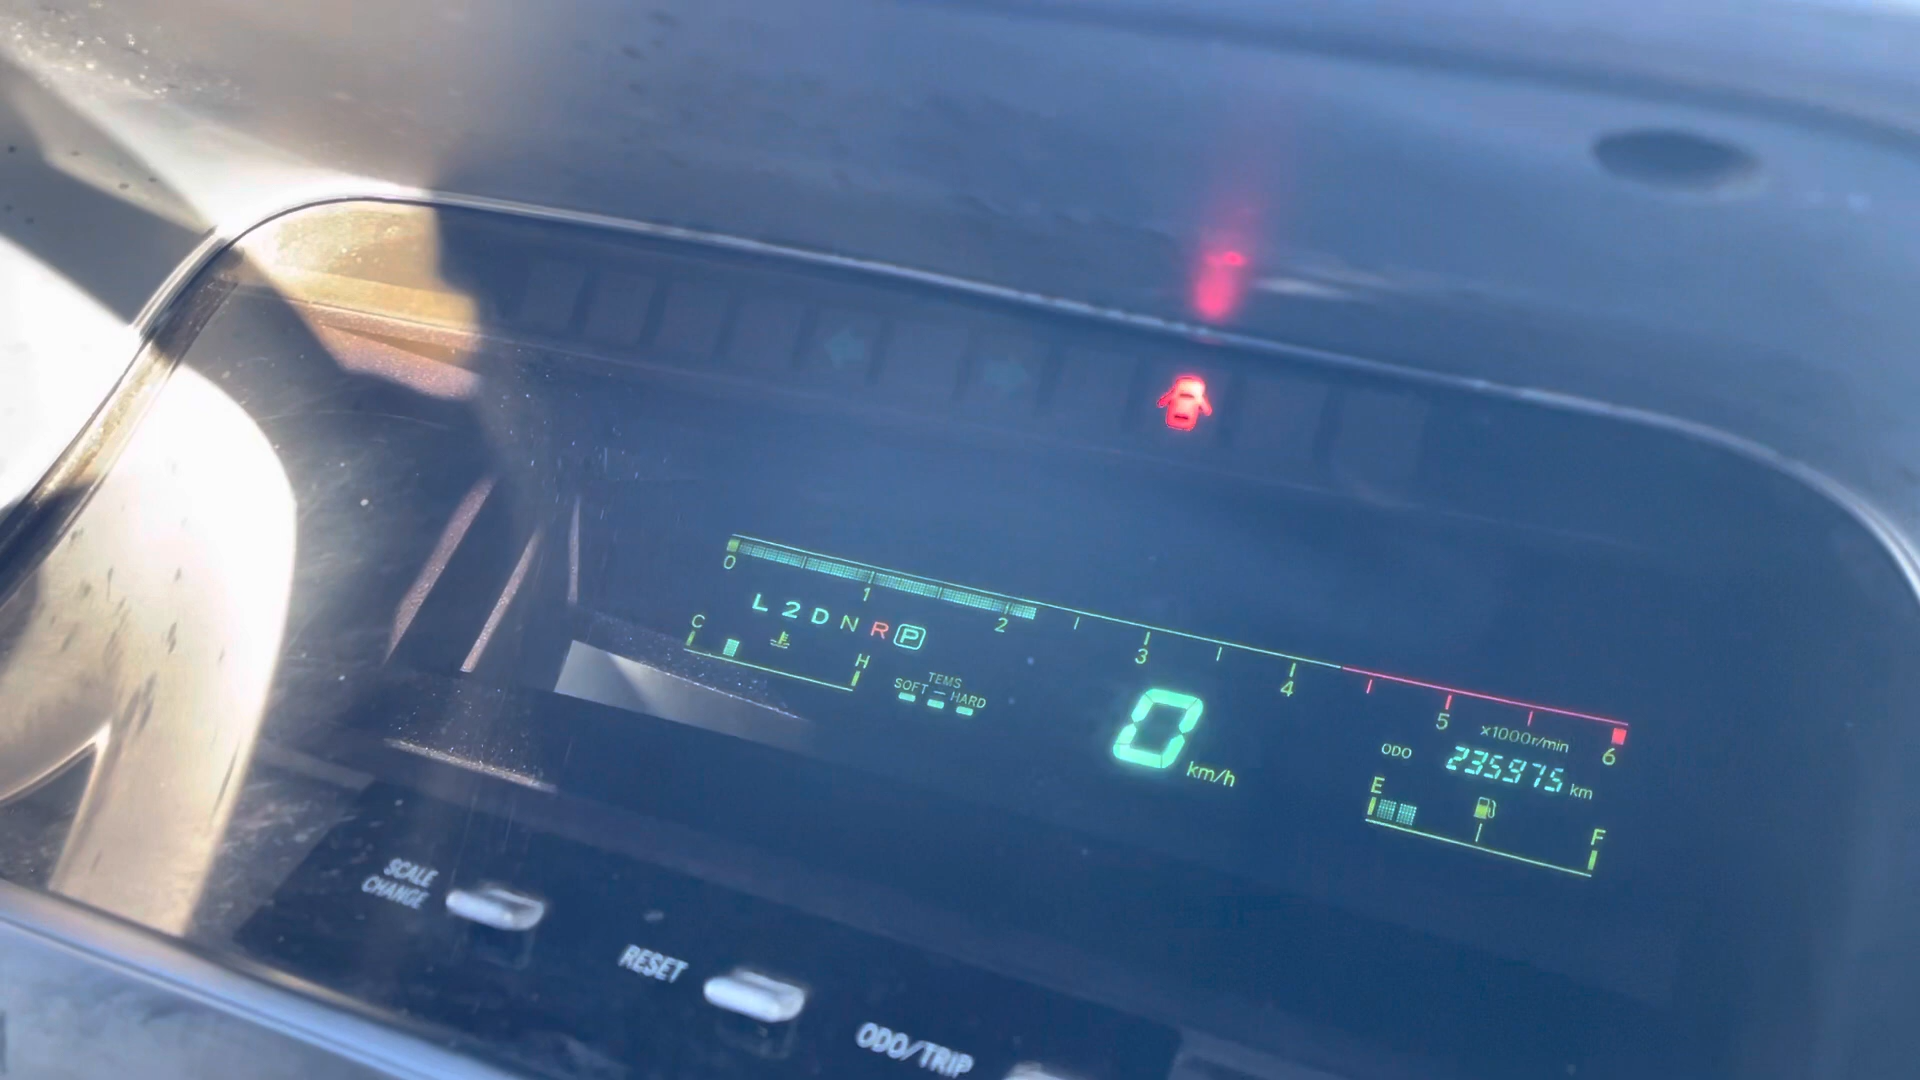 0 1 2 3 4 5 6
x1000r/min
L 2 D N R P
C H
TEMS
SOFT HARD
0 km/h
ODO 235975 km
E F
SCALE
CHANGE
RESET
ODO/TRIP